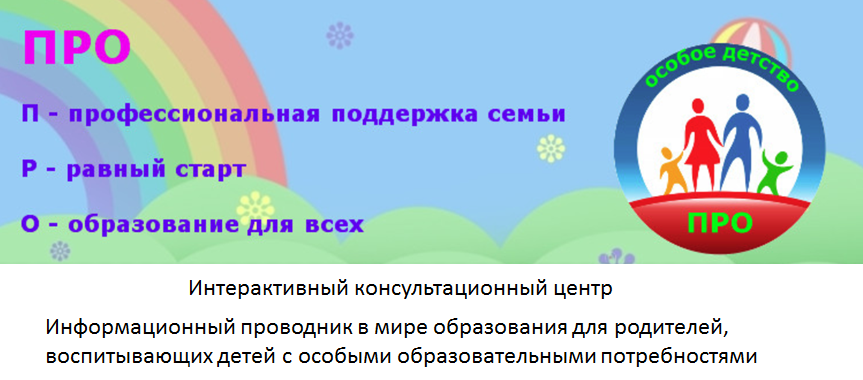 ПРО
П - профессиональная поддержка семьи
Р - равный старт
О - образование для всех
особое детство
ПРО
Интерактивный консультационный центр
Информационный проводник в мире образования для родителей,
воспитывающих детей с особыми образовательными потребностями